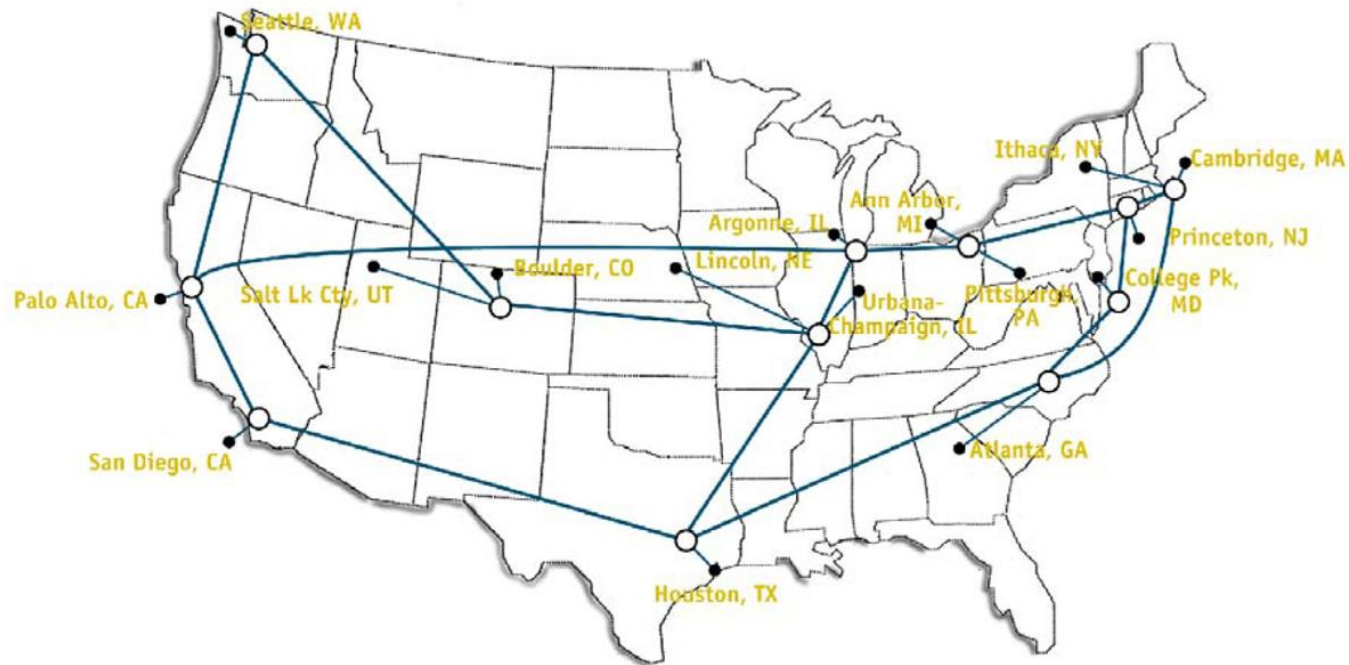 Seattle, WA
Ithaca, NY
Cambridge, MA
Ann Arbor,
MI
Argonne, IL
Princeton, NJ
Lincoln, NE
Boulder, CO
Salt Lk Cty, UT
Palo Alto, CA
College Pk,
MD
Pittsburgh,
PA
Urbana-
Champaign, IL
San Diego, CA
Atlanta, GA
Houston, TX